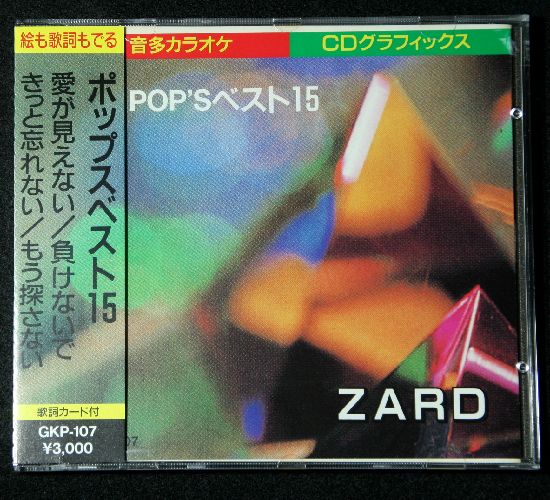 絵も歌詞もでる
音多カラオケ
CDグラフィックス
POP'Sベスト15
ポップスベスト15
愛が見えない/負けないで
きっと忘れない/もう探さない
ZARD
歌詞カード付
GKP-107
¥3,000
07